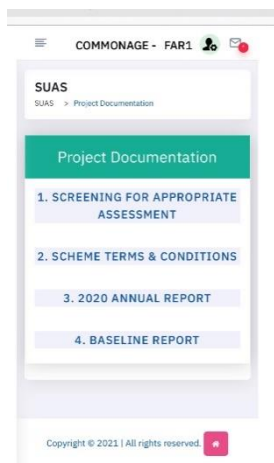 COMMONAGE - FAR1
SUAS
SUAS > Project Documentation
Project Documentation
1. SCREENING FOR APPROPRIATE
ASSESSMENT
2. SCHEME TERMS & CONDITIONS
3. 2020 ANNUAL REPORT
4. BASELINE REPORT
Copyright © 2021 | All rights reserved.